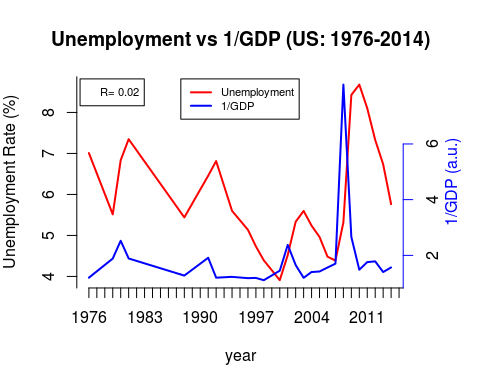 Unemployment vs 1/GDP (US: 1976-2014)
R= 0.02
Unemployment
1/GDP
Unemployment Rate (%)
8
7
6
5
4
6
4
2
1/GDP (a.u.)
1976 1983 1990 1997 2004 2011
year